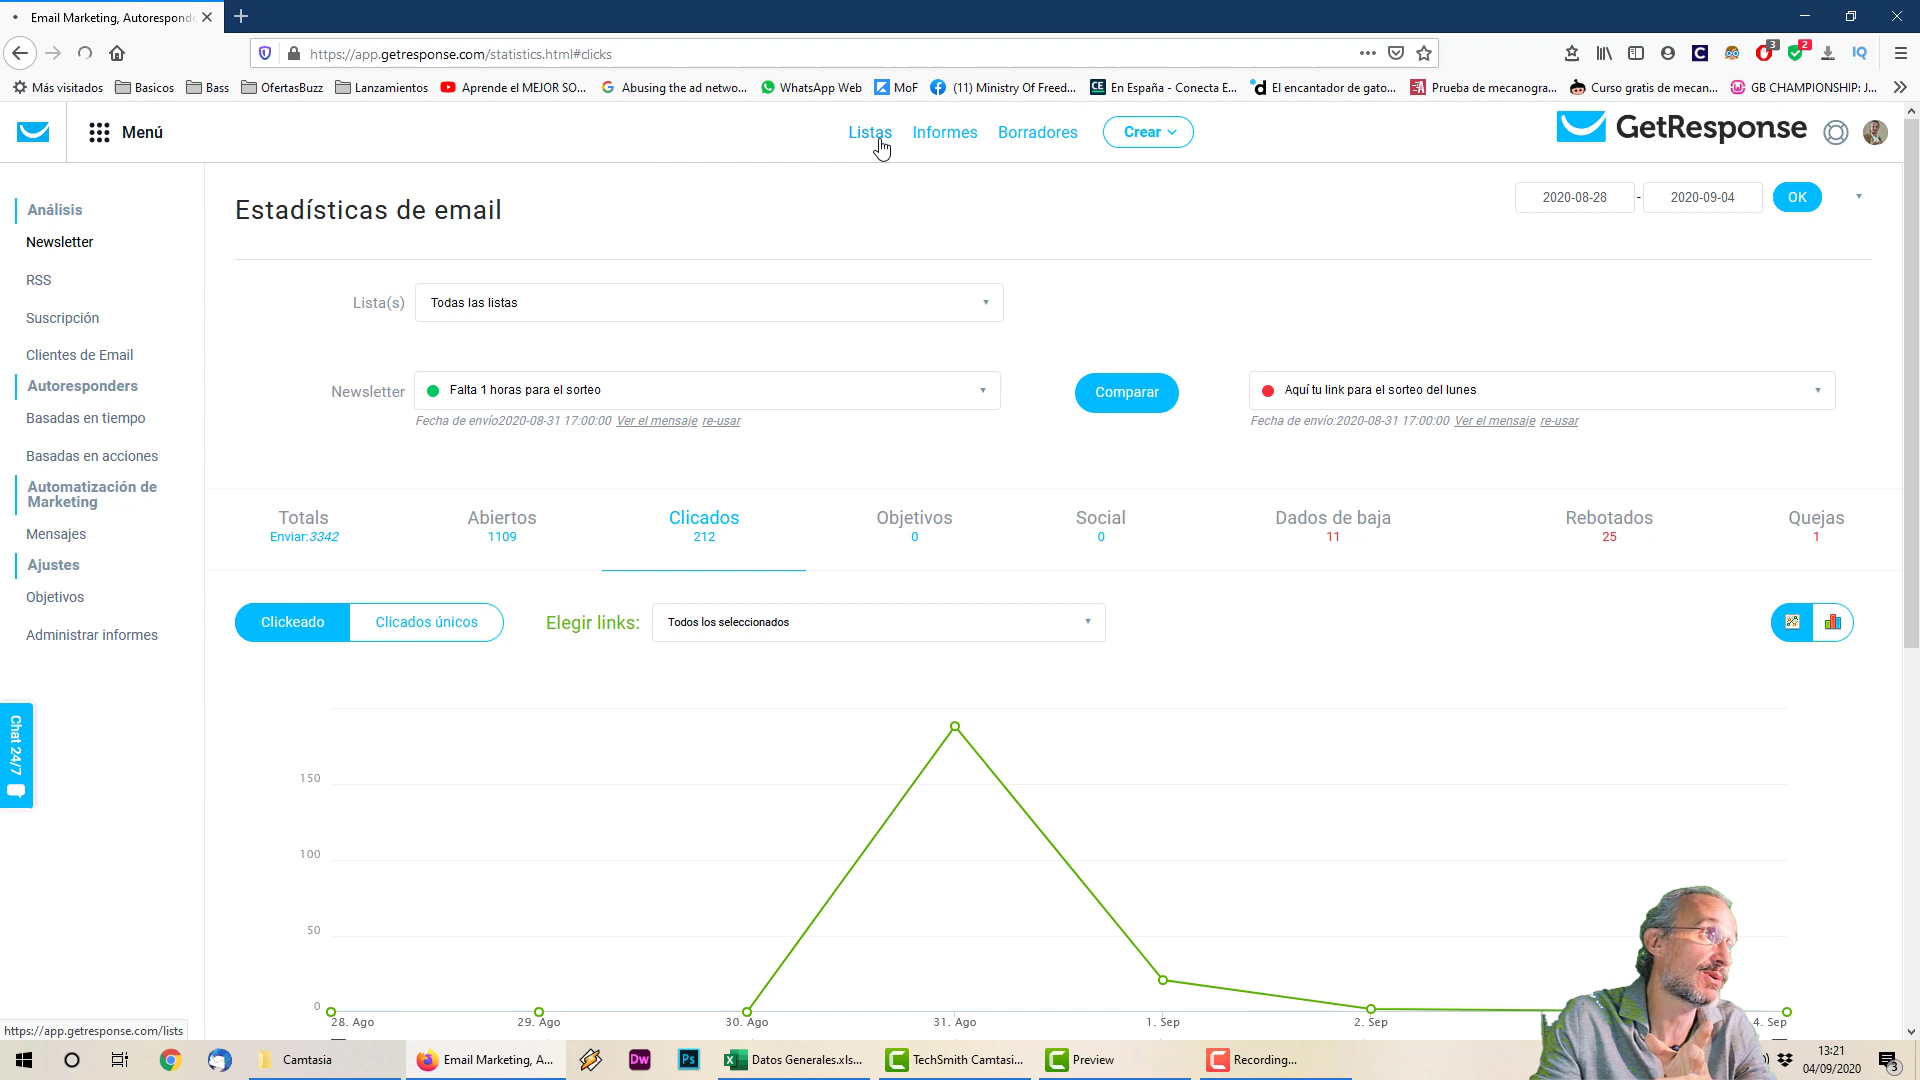 Email Marketing, Autoresponde
https://app.getresponse.com/statistics.html#clicks
3
2
IQ
Más visitados
Basicos
Bass
OfertasBuzz
Lanzamientos
Aprende el MEJOR SO...
Abusing the ad netwo...
WhatsApp Web
MoF
(11) Ministry Of Freed...
En España - Conecta E...
El encantador de gato...
Prueba de mecanogra...
Curso gratis de mecan...
GB CHAMPIONSHIP: J...
Menú
Listas
Informes
Borradores
Crear
GetResponse
Análisis
Newsletter
RSS
Suscripción
Clientes de Email
Autoresponders
Basadas en tiempo
Basadas en acciones
Automatización de
Marketing
Mensajes
Ajustes
Objetivos
Administrar informes
Chat 24/7
Estadísticas de email
2020-08-28
-
2020-09-04
OK
Lista(s)
Todas las listas
Newsletter
Falta 1 horas para el sorteo
Comparar
Aquí tu link para el sorteo del lunes
Fecha de envío2020-08-31 17:00:00 Ver el mensaje re-usar
Fecha de envío:2020-08-31 17:00:00 Ver el mensaje re-usar
Totals
Enviar:3342
Abiertos
1109
Clicados
212
Objetivos
0
Social
0
Dados de baja
11
Rebotados
25
Quejas
1
Clickeado
Clicados únicos
Elegir links:
Todos los seleccionados
150
100
50
0
28. Ago
29. Ago
30. Ago
31. Ago
1. Sep
2. Sep
4. Sep
https://app.getresponse.com/lists
Camtasia
Email Marketing, A...
Dw
Ps
Datos Generales.xls...
TechSmith Camtasi...
Preview
Recording...
13:21
04/09/2020
3